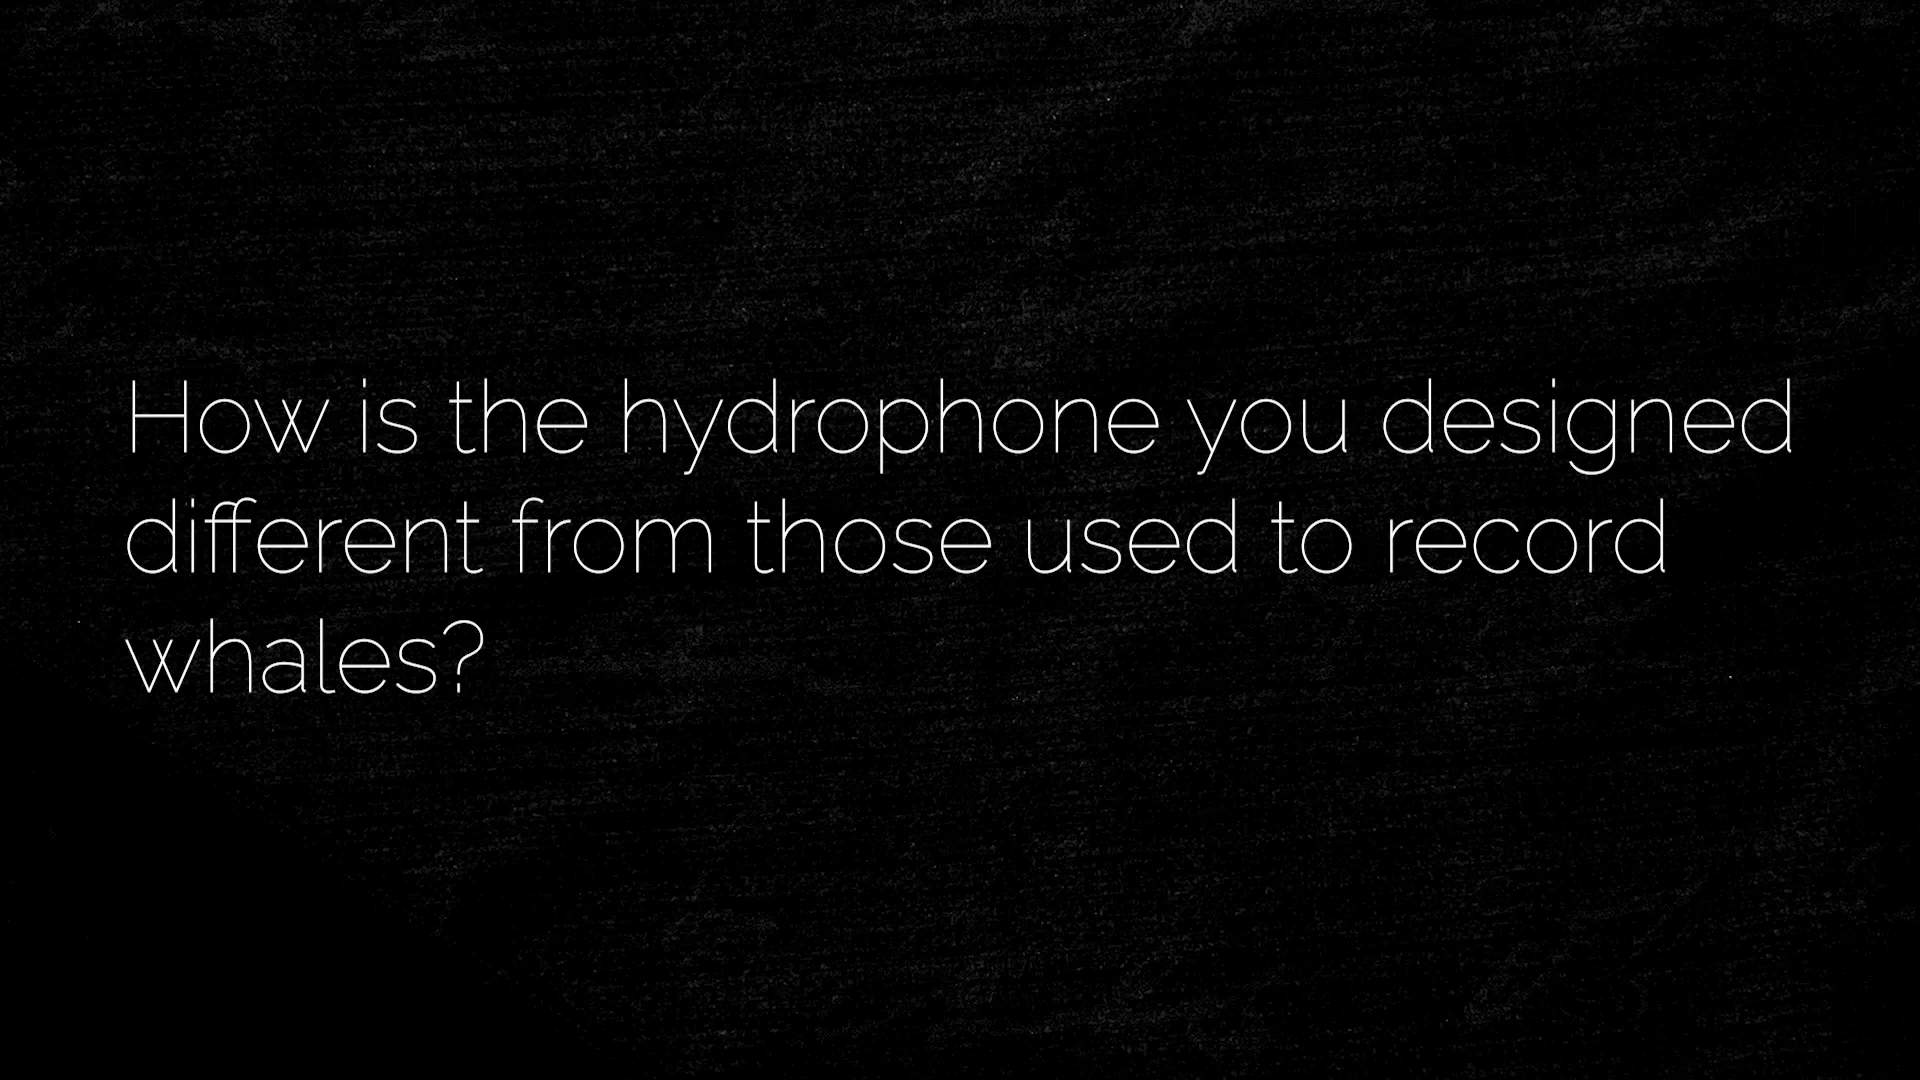 How is the hydrophone you designed
different from those used to record
whales?